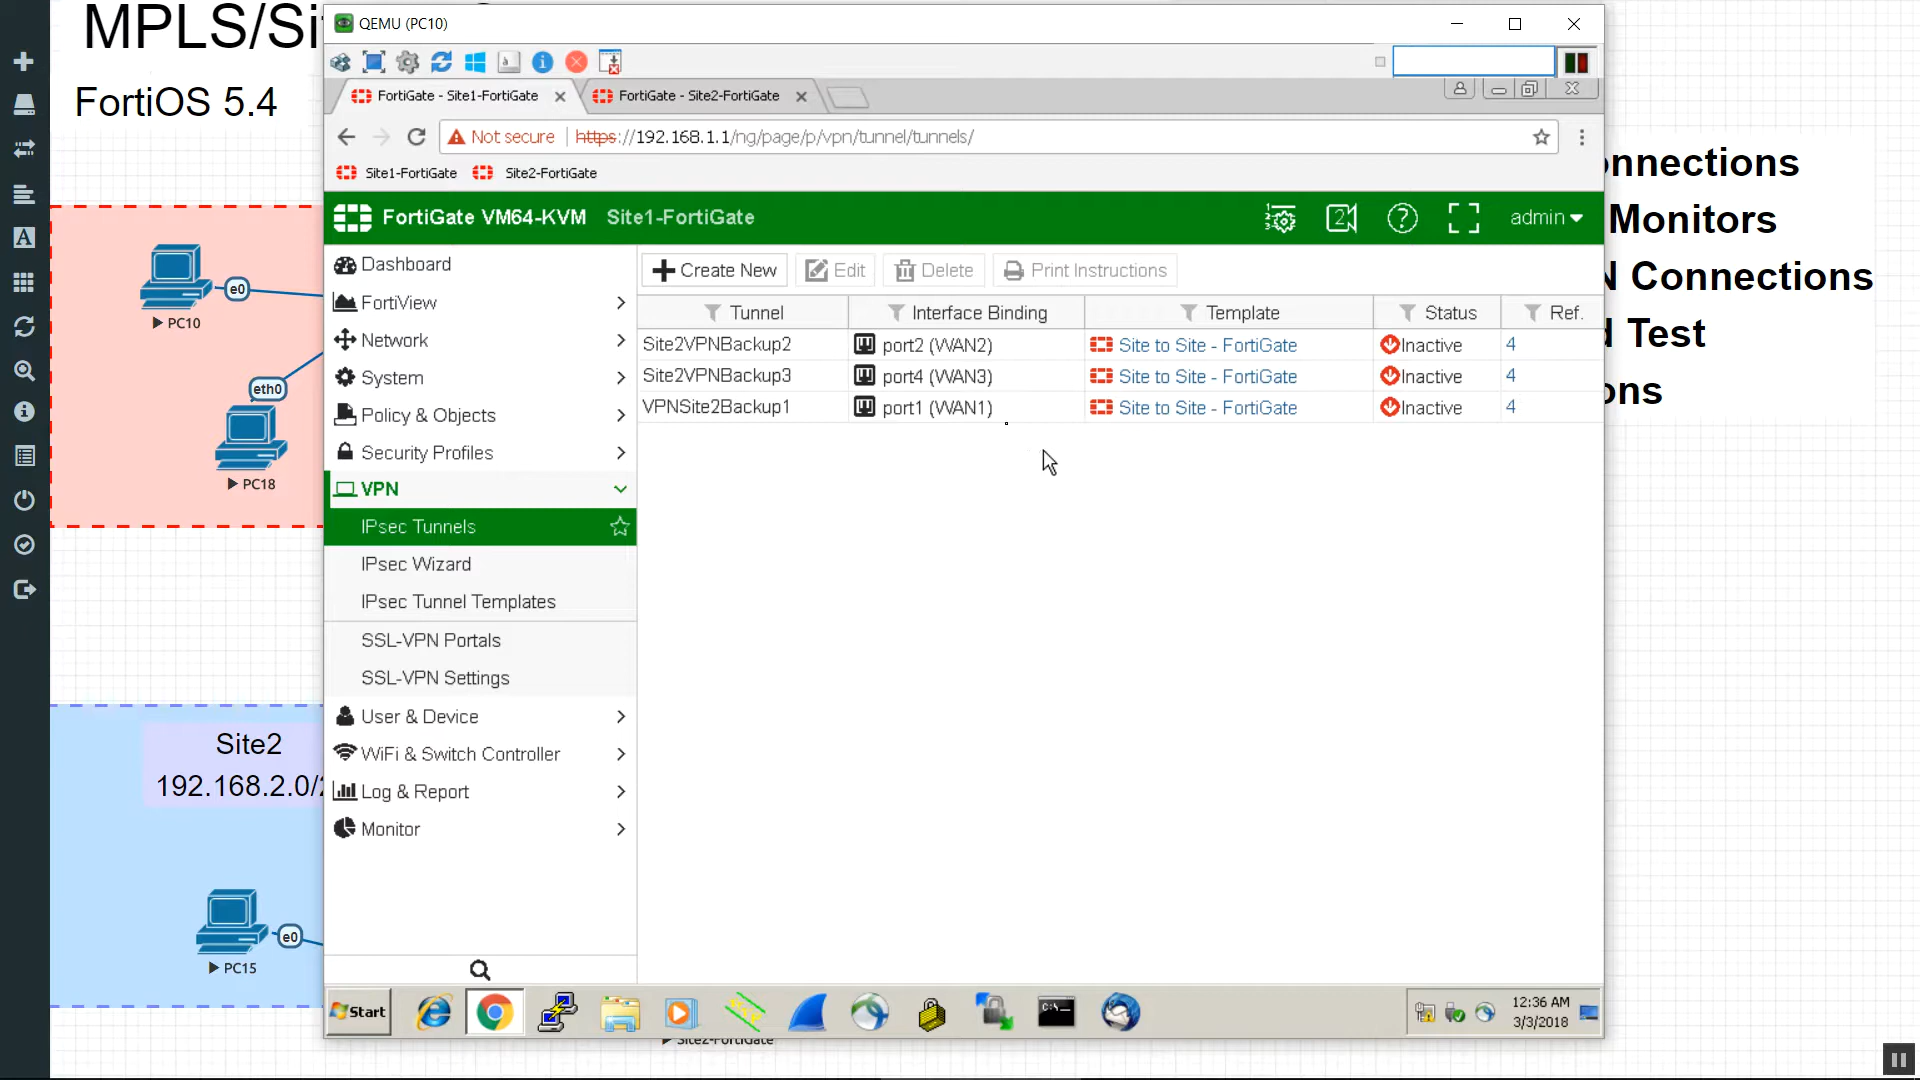 MPLS/Si
FortiOS 5.4
QEMU (PC10)
FortiGate - Site1-FortiGate
FortiGate - Site2-FortiGate
Not secure
https://192.168.1.1/ng/page/p/vpn/tunnel/tunnels/
Site1-FortiGate
Site2-FortiGate
FortiGate VM64-KVM Site1-FortiGate
admin
Dashboard
FortiView
Network
System
Policy & Objects
Security Profiles
VPN
IPsec Tunnels
IPsec Wizard
IPsec Tunnel Templates
SSL-VPN Portals
SSL-VPN Settings
User & Device
WiFi & Switch Controller
Log & Report
Monitor
Create New Edit Delete Print Instructions
Tunnel Interface Binding Template Status Ref.
Site2VPNBackup2 port2 (WAN2) Site to Site - FortiGate Inactive 4
Site2VPNBackup3 port4 (WAN3) Site to Site - FortiGate Inactive 4
VPNSite2Backup1 port1 (WAN1) Site to Site - FortiGate Inactive 4
onnections
Monitors
N Connections
d Test
ons
e0
PC10
eth0
PC18
Site2
192.168.2.0/2
e0
PC15
Start
12:36 AM
3/3/2018
Site2-FortiGate